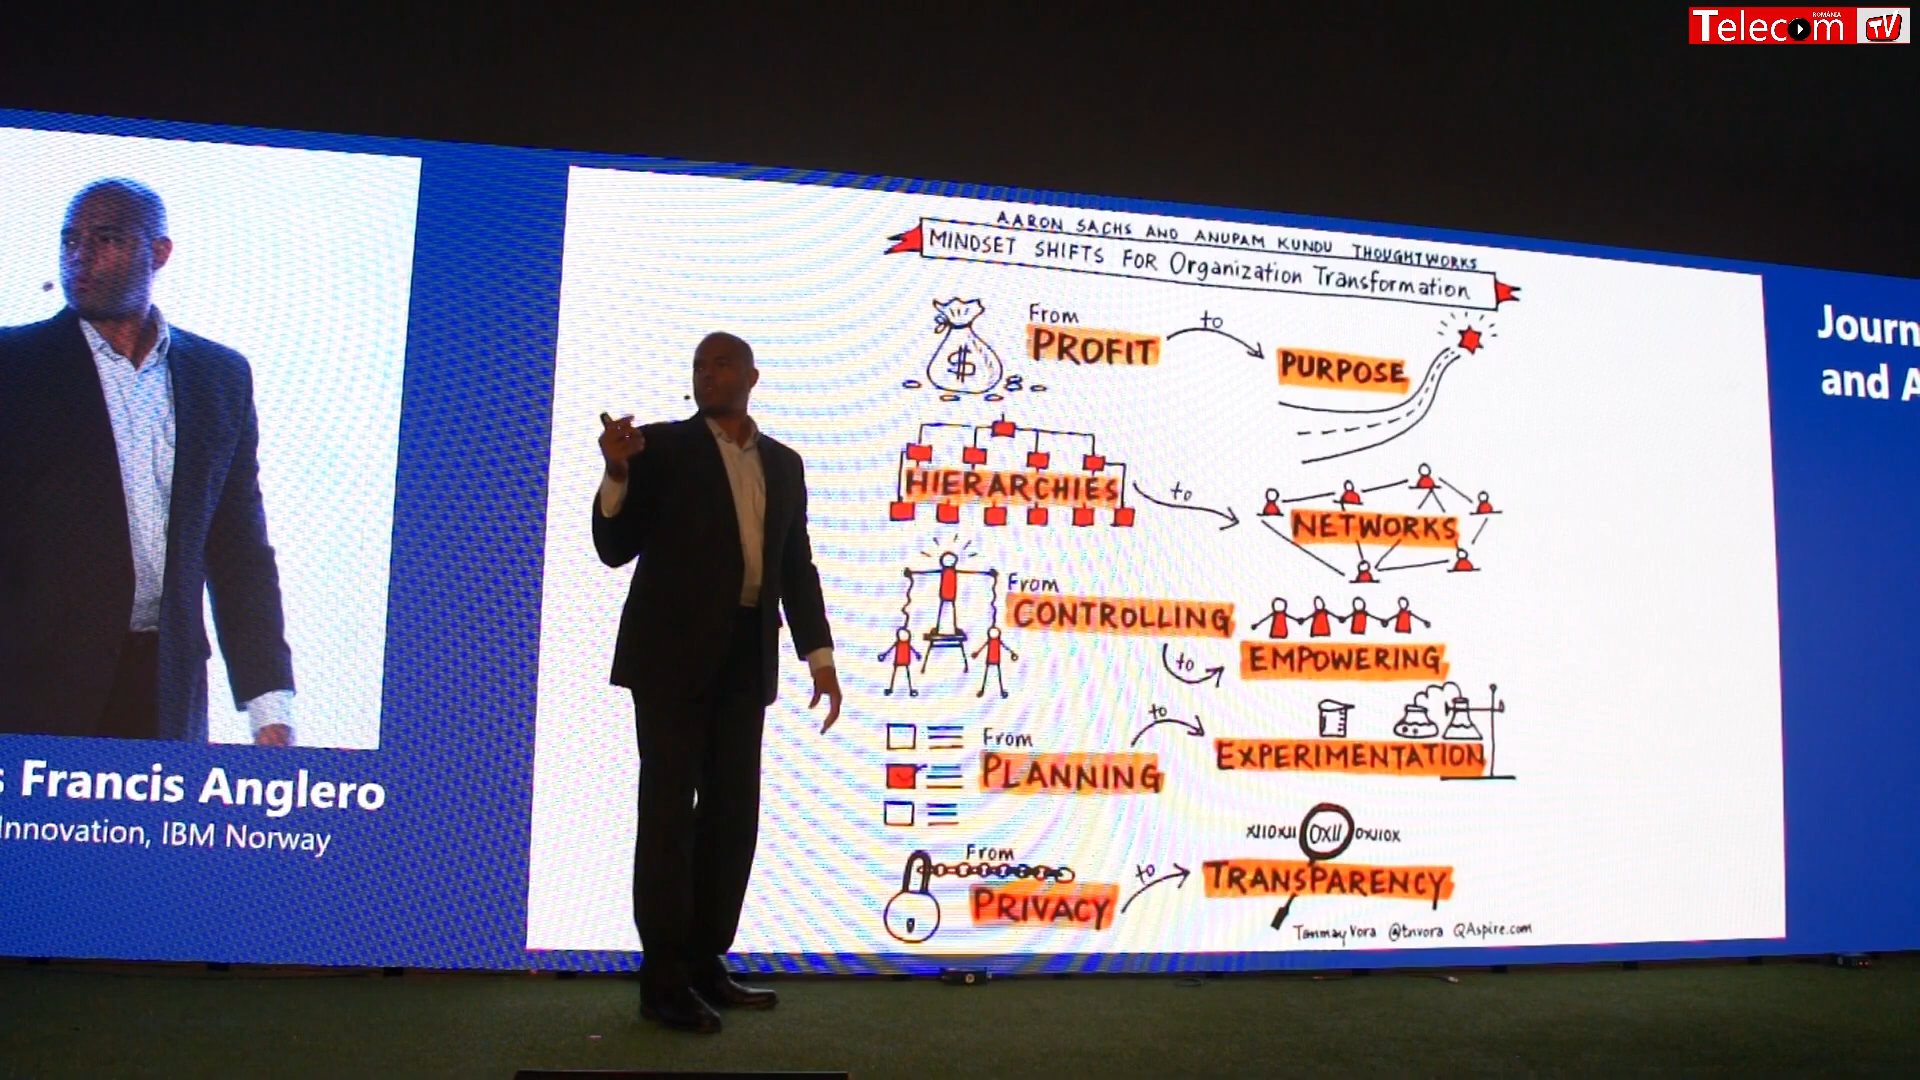 Telecom TV
ROMÂNIA
Francis Anglero
Innovation, IBM Norway
AARON SACHS AND ANUPAM KUNDU THOUGHTWORKS
MINDSET SHIFTS FOR Organization Transformation
From
PROFIT
to
PURPOSE
$
HIERARCHIES
to
NETWORKS
From
CONTROLLING
to
EMPOWERING
From
PLANNING
to
EXPERIMENTATION
From
PRIVACY
to
TRANSPARENCY
Tanmay Vora @tnvora QAspire.com
Journ
and A